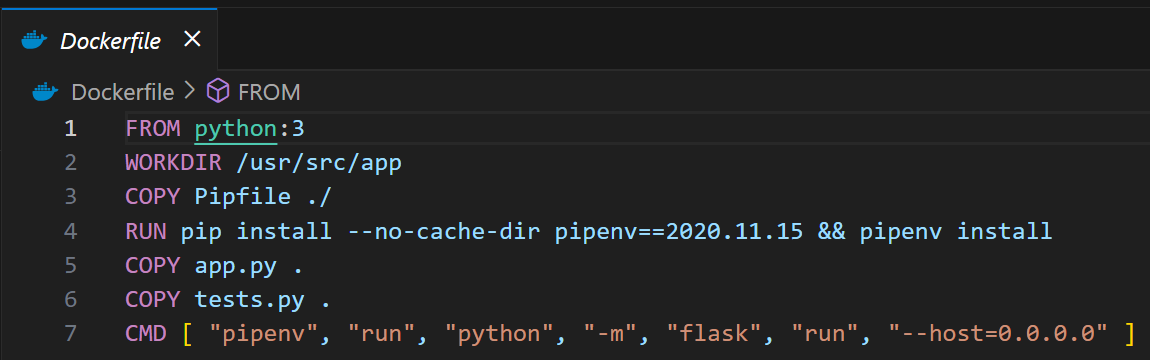 Dockerfile ×
Dockerfile > FROM
1 FROM python:3
2 WORKDIR /usr/src/app
3 COPY Pipfile ./
4 RUN pip install --no-cache-dir pipenv==2020.11.15 && pipenv install
5 COPY app.py .
6 COPY tests.py .
7 CMD [ "pipenv", "run", "python", "-m", "flask", "run", "--host=0.0.0.0" ]